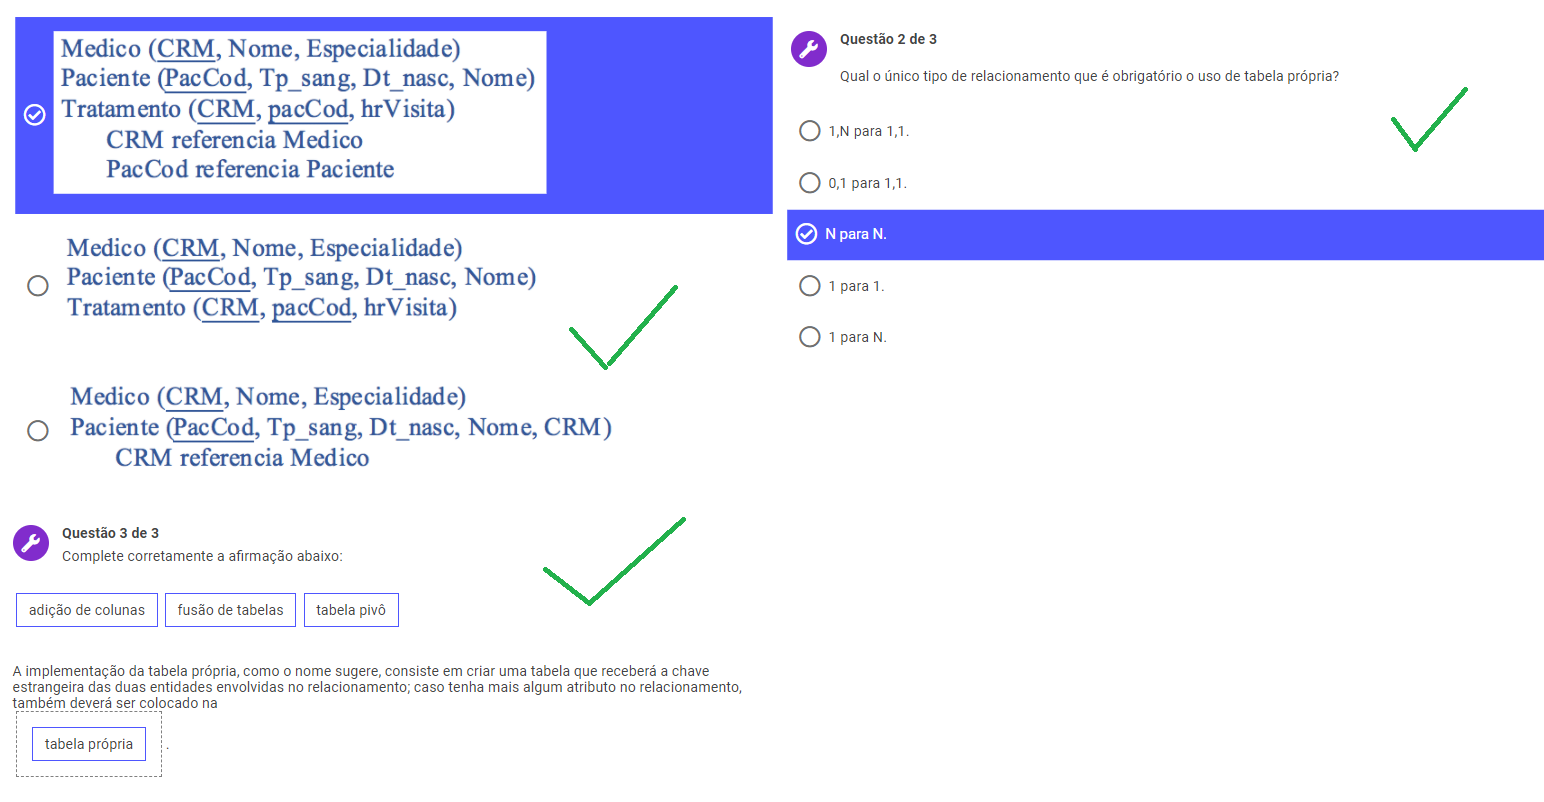 Medico (CRM, Nome, Especialidade)
Paciente (PacCod, Tp_sang, Dt_nasc, Nome)
Tratamento (CRM, pacCod, hrVisita)
CRM referencia Medico
PacCod referencia Paciente
Medico (CRM, Nome, Especialidade)
Paciente (PacCod, Tp_sang, Dt_nasc, Nome)
Tratamento (CRM, pacCod, hrVisita)
Medico (CRM, Nome, Especialidade)
Paciente (PacCod, Tp_sang, Dt_nasc, Nome, CRM)
CRM referencia Medico
Questão 2 de 3
Qual o único tipo de relacionamento que é obrigatório o uso de tabela própria?
1,N para 1,1.
0,1 para 1,1.
N para N.
1 para 1.
1 para N.
Questão 3 de 3
Complete corretamente a afirmação abaixo:
adição de colunas fusão de tabelas tabela pivô
A implementação da tabela própria, como o nome sugere, consiste em criar uma tabela que receberá a chave
estrangeira das duas entidades envolvidas no relacionamento; caso tenha mais algum atributo no relacionamento,
também deverá ser colocado na
tabela própria .